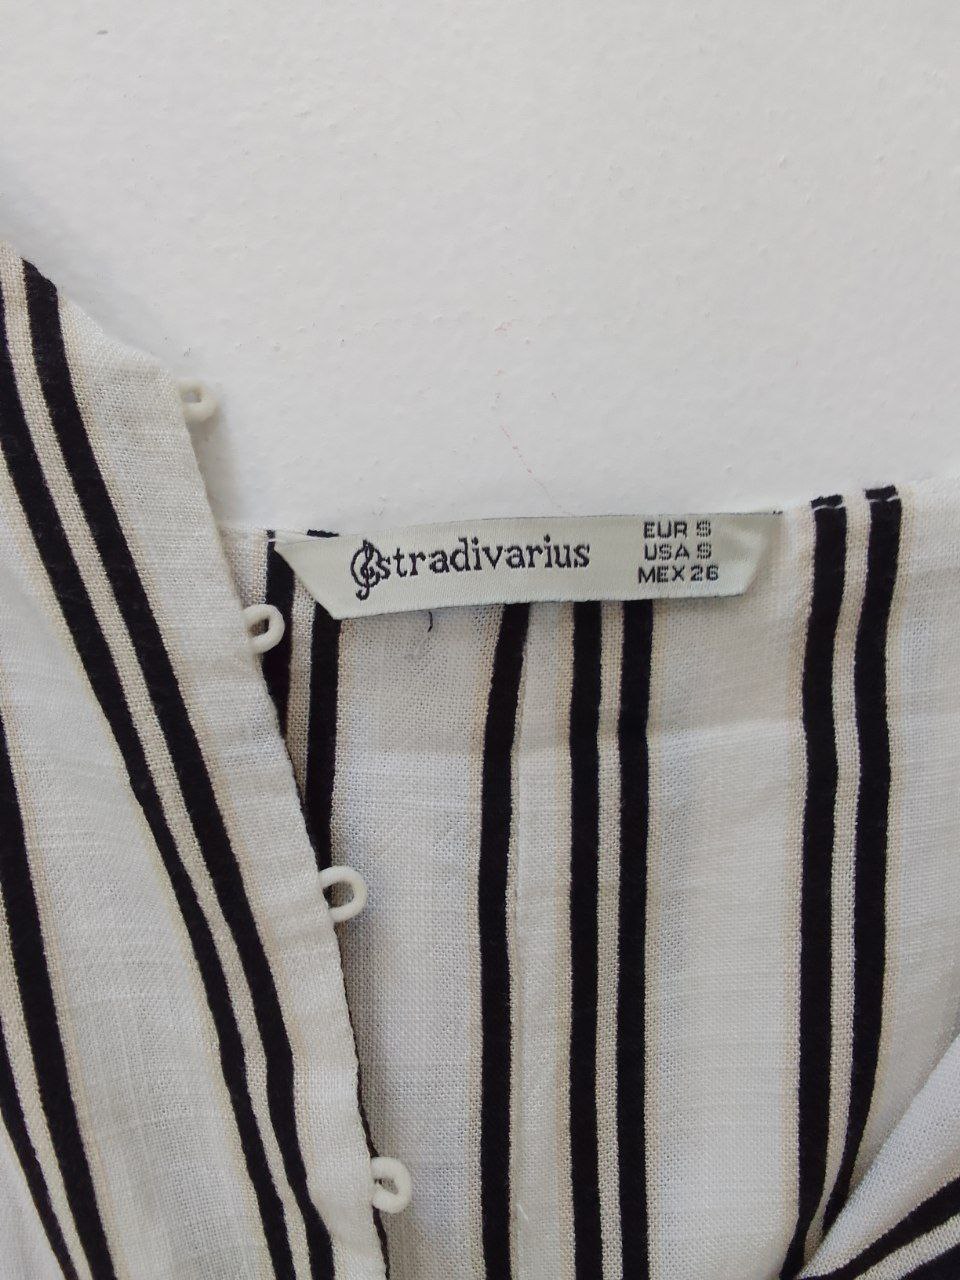 stradivarius
EUR S
USA S
MEX 26